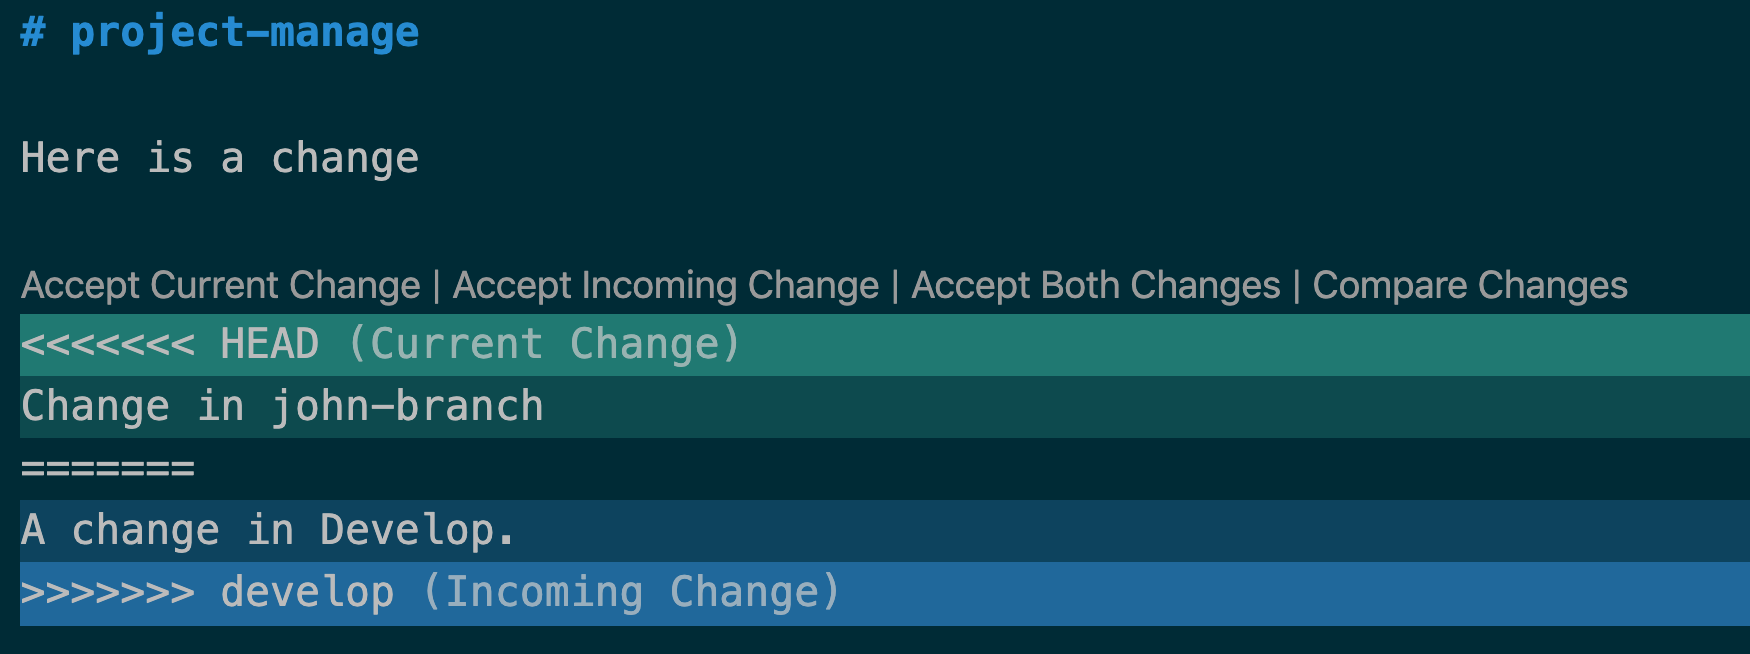 # project-manage
Here is a change
Accept Current Change | Accept Incoming Change | Accept Both Changes | Compare Changes
<<<<<<< HEAD (Current Change)
Change in john-branch
=======
A change in Develop.
>>>>>>> develop (Incoming Change)